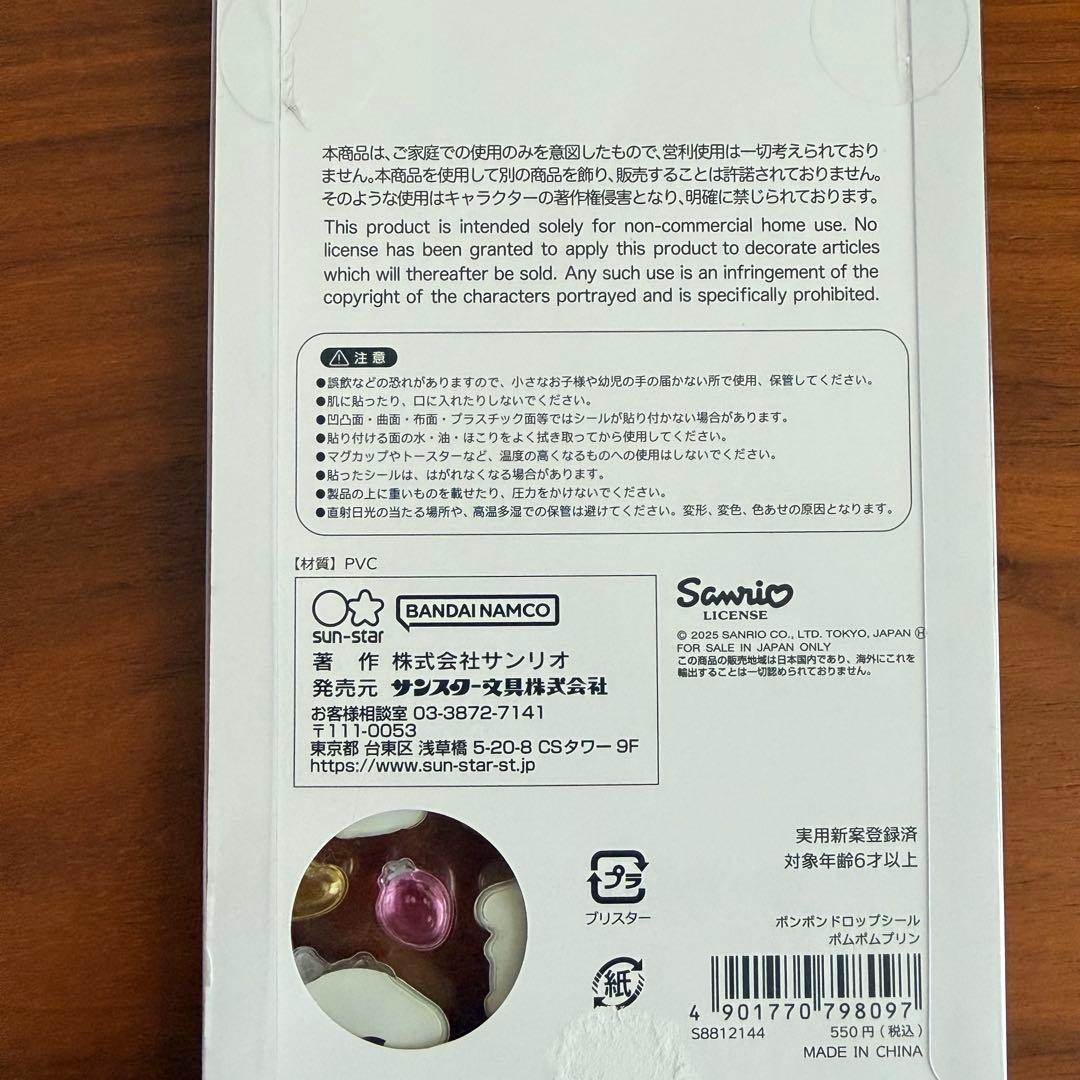 本商品は、ご家庭での使用のみを意図したもので、営利使用は一切考えられており
ません。本商品を使用して別の商品を飾り、販売することは許諾されておりません。
そのような使用はキャラクターの著作権侵害となり、明確に禁じられております。
This product is intended solely for non-commercial home use. No
license has been granted to apply this product to decorate articles
which will thereafter be sold. Any such use is an infringement of the
copyright of the characters portrayed and is specifically prohibited.
注意
●誤飲などの恐れがありますので、小さなお子様や幼児の手の届かない所で使用、保管してください。
●肌に貼ったり、口に入れたりしないでください。
●凹凸面・曲面・布面・プラスチック面等ではシールが貼り付かない場合があります。
●貼り付ける面の水・油・ほこりをよく拭き取ってから使用してください。
●マグカップやトースターなど、温度の高くなるものへの使用はしないでください。
●貼ったシールは、はがれなくなる場合があります。
●製品の上に重いものを載せたり、圧力をかけないでください。
●直射日光の当たる場所や、高温多湿での保管は避けてください。変形、変色、色あせの原因となります。
【材質】PVC
sun-star
BANDAI NAMCO
著 作 株式会社サンリオ
発売元 サンスター文具株式会社
お客様相談室 03-3872-7141
〒111-0053
東京都 台東区 浅草橋 5-20-8 CSタワー 9F
https://www.sun-star-st.jp
Sanrio
LICENSE
© 2025 SANRIO CO., LTD. TOKYO, JAPAN Ⓗ
FOR SALE IN JAPAN ONLY
この商品の販売地域は日本国内であり、海外にこれを
輸出することは一切認められておりません。
プラ
ブリスター
紙
実用新案登録済
対象年齢6才以上
ボンボンドロップシール
ポムポムプリン
4 901770 798097
S8812144 550円(税込)
MADE IN CHINA